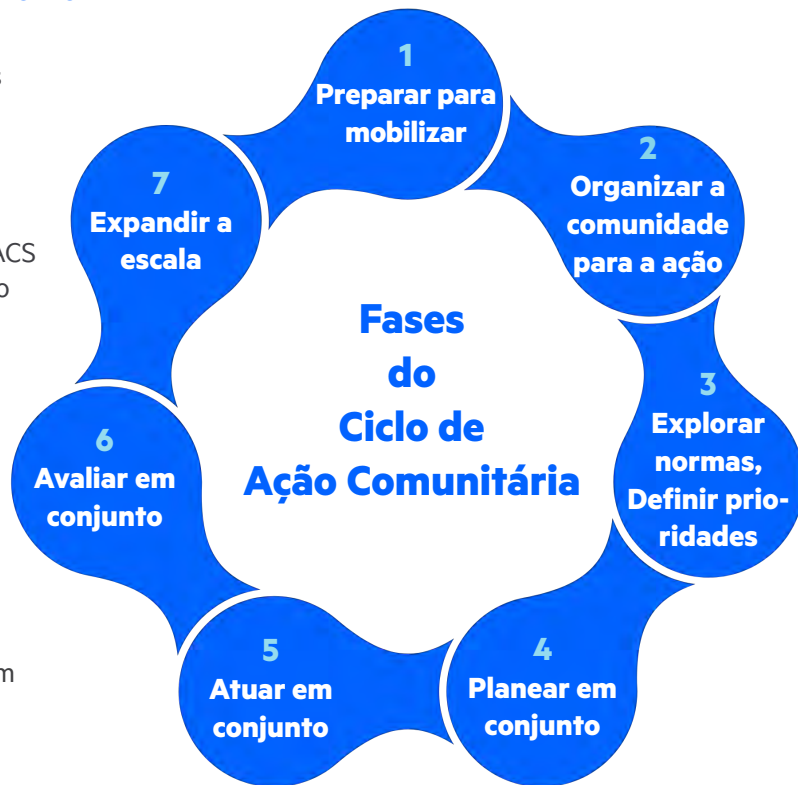 1
Preparar para
mobilizar
2
Organizar a
comunidade
para a ação
3
Explorar
normas,
Definir prio-
ridades
4
Planear em
conjunto
5
Atuar em
conjunto
6
Avaliar em
conjunto
7
Expandir a
escala
Fases
do
Ciclo de
Ação Comunitária
ACS